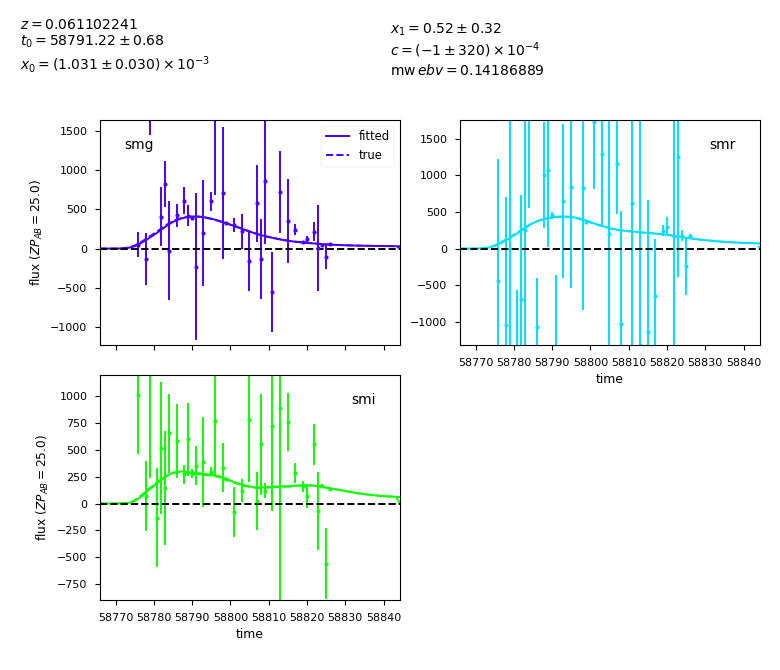 z = 0.061102241
t₀ = 58791.22 ± 0.68
x₀ = (1.031 ± 0.030) × 10⁻³
x₁ = 0.52 ± 0.32
c = (−1 ± 320) × 10⁻⁴
mw ebv = 0.14186889
smg
fitted
true
1500
1000
500
0
−500
−1000
flux (ZP_AB = 25.0)
smr
1500
1000
500
0
−500
−1000
58770 58780 58790 58800 58810 58820 58830 58840
time
smi
1000
750
500
250
0
−250
−500
−750
flux (ZP_AB = 25.0)
58770 58780 58790 58800 58810 58820 58830 58840
time